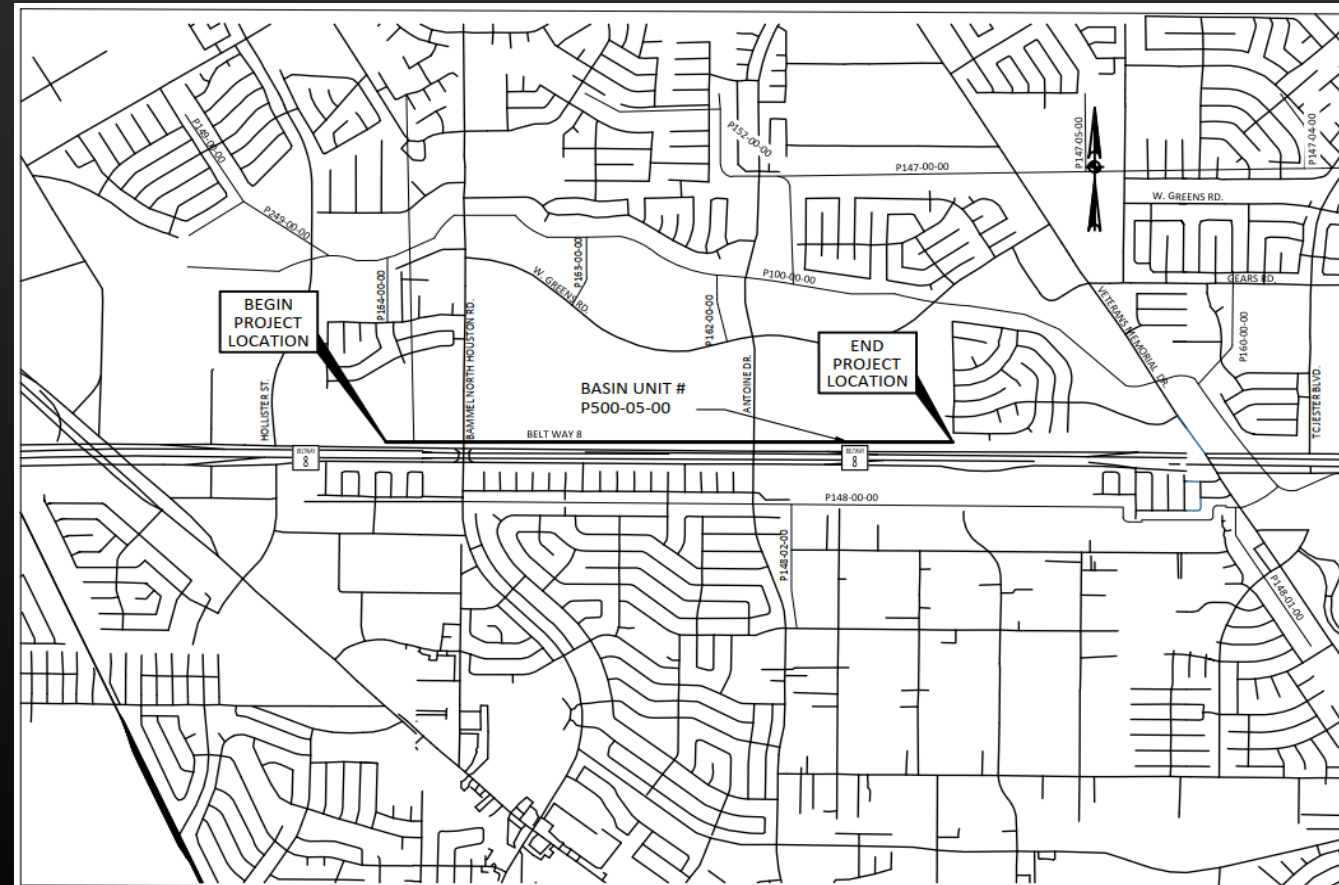 P149-00-00
P152-00-00
P147-05-00
P147-04-00
P147-00-00
W. GREENS RD.
P249-00-00
P163-00-00
W. GREENS RD
P164-00-00
P100-00-00
GEARS RD.
BEGIN
PROJECT
LOCATION
P162-00-00
VETERANS MEMORIAL DR.
P160-00-00
BAMMEL NORTH HOUSTON RD.
END
PROJECT
LOCATION
HOLLISTER ST.
BASIN UNIT #
P500-05-00
ANTOINE DR.
TC JESTER BLVD.
BELT WAY 8
BELTWAY
8
BELTWAY
8
P148-00-00
P148-02-00
P148-01-00